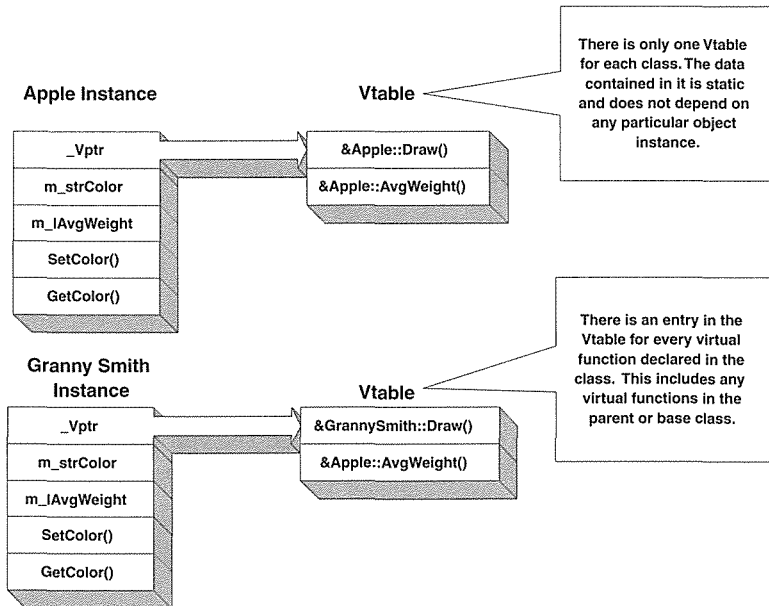 Apple Instance
Vtable
There is only one Vtable
for each class. The data
contained in it is static
and does not depend on
any particular object
instance.
_Vptr
m_strColor
m_lAvgWeight
SetColor()
GetColor()
&Apple::Draw()
&Apple::AvgWeight()
Granny Smith
Instance
Vtable
There is an entry in the
Vtable for every virtual
function declared in the
class. This includes any
virtual functions in the
parent or base class.
_Vptr
m_strColor
m_lAvgWeight
SetColor()
GetColor()
&GrannySmith::Draw()
&Apple::AvgWeight()